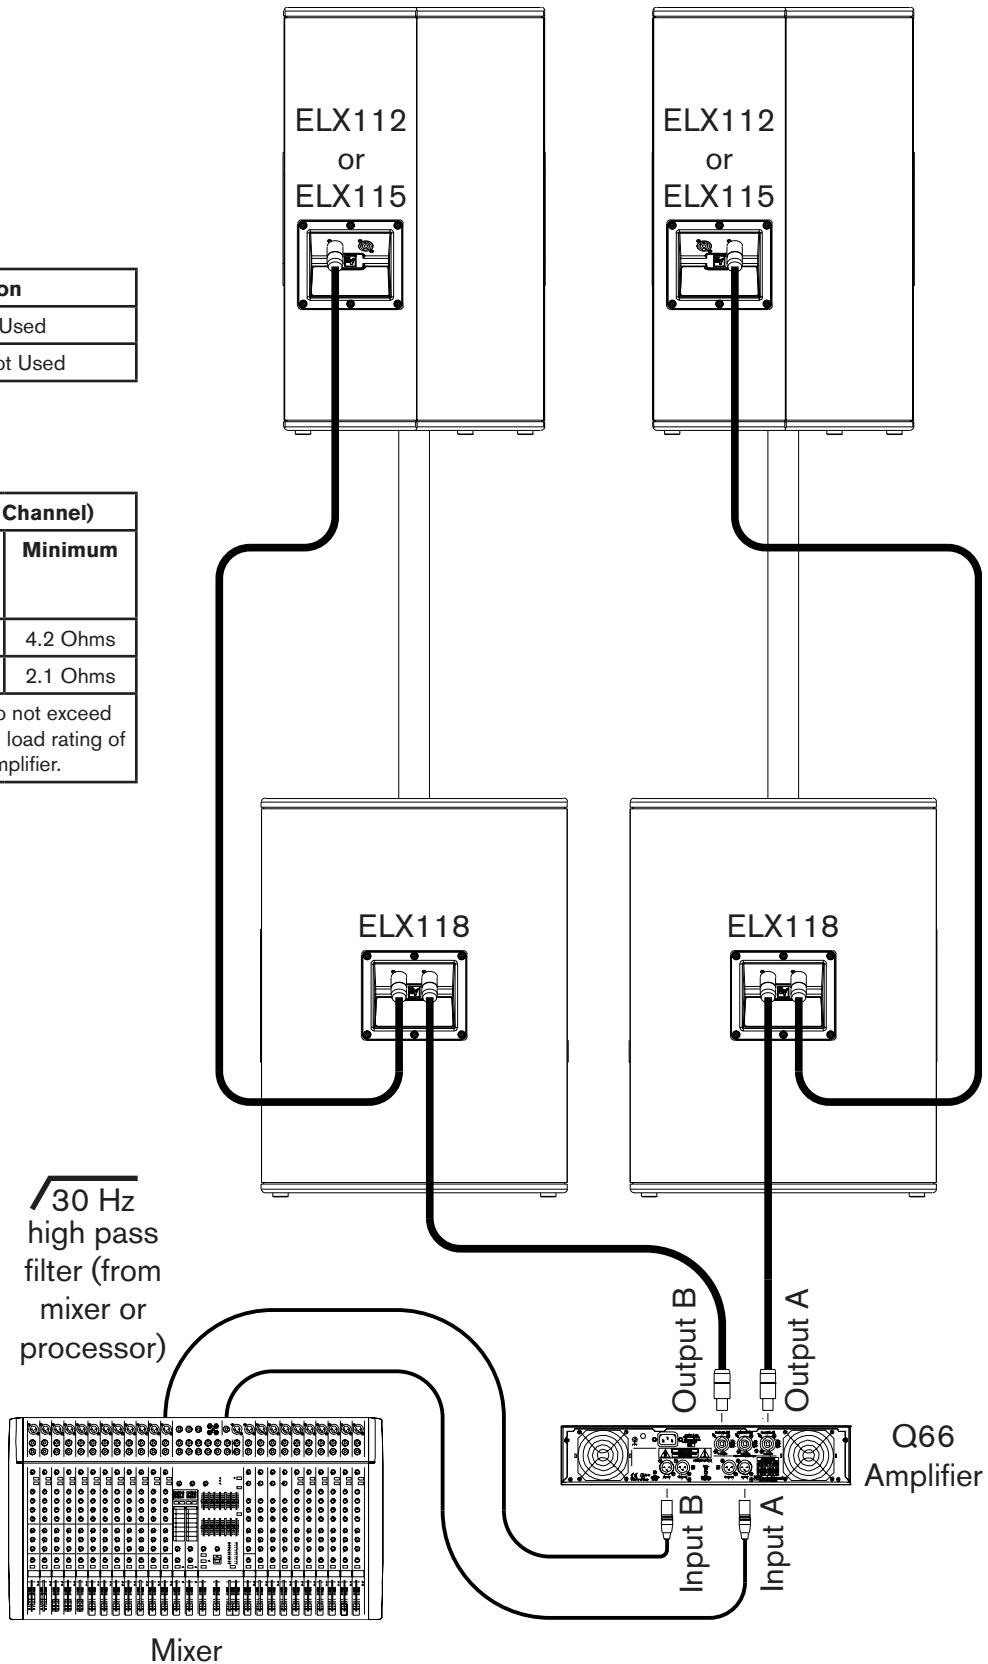 ELX112
or
ELX115
ELX112
or
ELX115
on
Used
ot Used
Channel)
Minimum
4.2 Ohms
2.1 Ohms
o not exceed
load rating of
mplifier.
ELX118
ELX118
30 Hz
high pass
filter (from
mixer or
processor)
Output B
Output A
Q66
Amplifier
Input B
Input A
Mixer